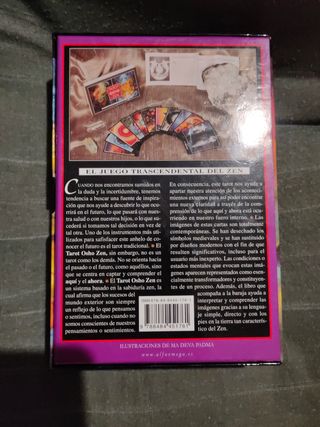 EL JUEGO TRASCENDENTAL DEL ZEN
CUANDO nos encontramos sumidos en
la duda y la incertidumbre, tenemos
tendencia a buscar una fuente de inspira-
ción que nos ayude a descubrir lo que ocu-
rrirá en el futuro, lo que pasará con nues-
tra salud o con nuestros hijos, o lo que su-
cederá si tomamos tal decisión en vez de
tal otra. Uno de los instrumentos más uti-
lizados para satisfacer este anhelo de co-
nocer el futuro es el tarot tradicional. El
Tarot Osho Zen, sin embargo, no es un
tarot como los demás. No se orienta hacia
el pasado o el futuro, como aquéllos, sino
que se centra en captar y comprender el
aquí y el ahora. El Tarot Osho Zen es un
sistema basado en la sabiduría zen, la
cual afirma que los sucesos del
mundo exterior son siempre un
reflejo de lo que pensamos
o sentimos, incluso cuando
no somos conscientes de nuestros
pensamientos o sentimientos.
En consecuencia, este tarot nos ayuda a
apartar nuestra atención de los aconteci-
mientos externos para así poder encontrar
una nueva claridad a través de la com-
prensión de lo que aquí y ahora está ocu-
rriendo en nuestro fuero interno. Las
imágenes de estas cartas son totalmente
contemporáneas. Se han desechado los
símbolos medievales y se han sustituido
por diseños modernos con el fin de que
resulten significativos, incluso para el
usuario más experto. Las condiciones o
estados mentales que evocan estas imá-
genes aparecen representados como esen-
cialmente transformadores y constituyen-
tes de un proceso. Además, el libro que
acompaña a la baraja ayuda a
interpretar y comprender las
imágenes gracias a su lengua-
je simple, directo y con los
pies en la tierra tan caracterís-
tico del Zen.
9 788484 451761
ILUSTRACIONES DE MA DEVA PADMA
www.alfaomega.es